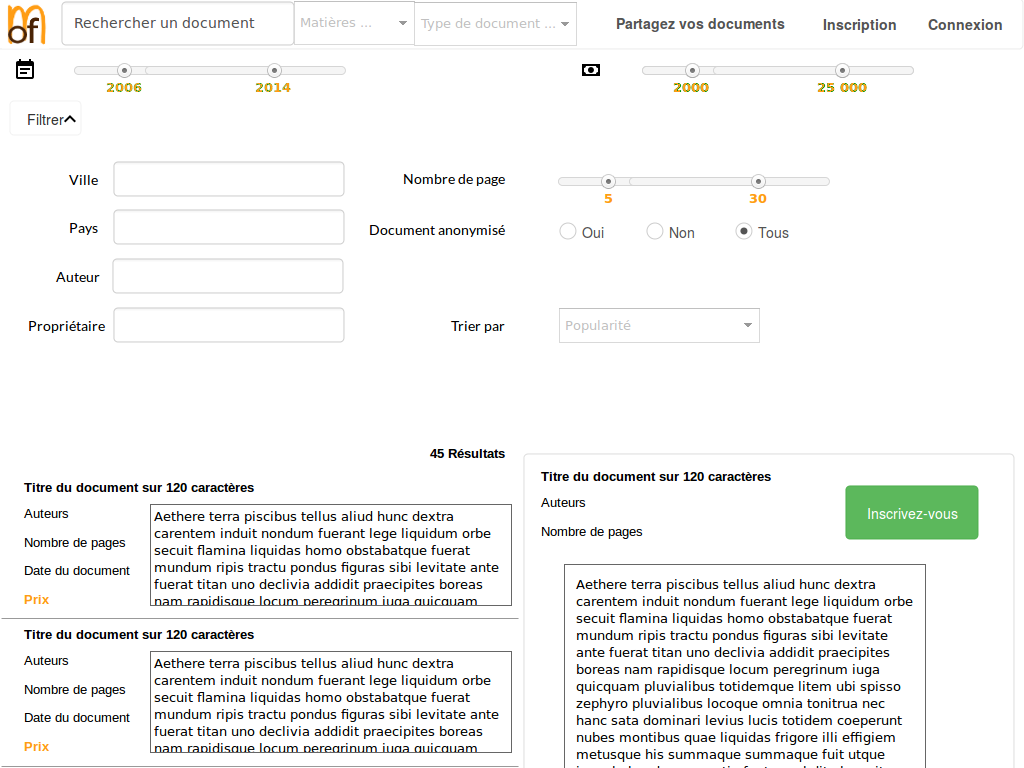 mof
Rechercher un document
Matières ...
Type de document ...
Partagez vos documents
Inscription
Connexion
2006
2014
2000
25 000
Filtrer
Ville
Nombre de page
5
30
Pays
Document anonymisé
Oui
Non
Tous
Auteur
Propriétaire
Trier par
Popularité
45 Résultats
Titre du document sur 120 caractères
Auteurs
Nombre de pages
Date du document
Prix
Aethere terra piscibus tellus aliud hunc dextra
carentem induit nondum fuerant lege liquidum orbe
secuit flamina liquidas homo obstabatque fuerat
mundum ripis tractu pondus figuras sibi levitate ante
fuerat titan uno declivia addidit praecipites boreas
nam rapidisque locum peregrinum iuga quicquam
Titre du document sur 120 caractères
Auteurs
Nombre de pages
Date du document
Prix
Aethere terra piscibus tellus aliud hunc dextra
carentem induit nondum fuerant lege liquidum orbe
secuit flamina liquidas homo obstabatque fuerat
mundum ripis tractu pondus figuras sibi levitate ante
fuerat titan uno declivia addidit praecipites boreas
nam rapidisque locum peregrinum iuga quicquam
Titre du document sur 120 caractères
Auteurs
Nombre de pages
Inscrivez-vous
Aethere terra piscibus tellus aliud hunc dextra
carentem induit nondum fuerant lege liquidum orbe
secuit flamina liquidas homo obstabatque fuerat
mundum ripis tractu pondus figuras sibi levitate
ante fuerat titan uno declivia addidit praecipites
boreas nam rapidisque locum peregrinum iuga
quicquam pluvialibus totidemque litem ubi spisso
zephyro pluvialibus locoque omnia tonitrua nec
hanc sata dominari levius lucis totidem coeperunt
nubes montibus quae liquidas frigore illi effigiem
metusque his summaque summaque fuit utque